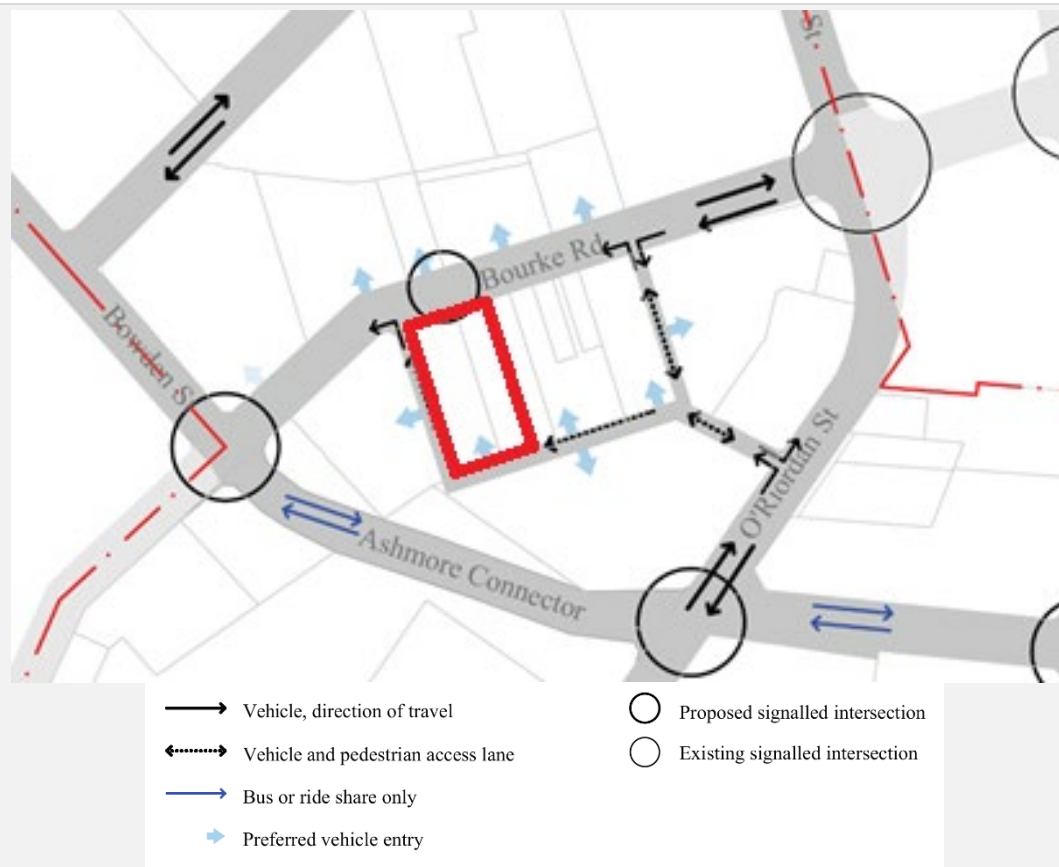 St
Bourke Rd
Bowden S
O'Riordan St
Ashmore Connector
Vehicle, direction of travel
Vehicle and pedestrian access lane
Bus or ride share only
Preferred vehicle entry
Proposed signalled intersection
Existing signalled intersection